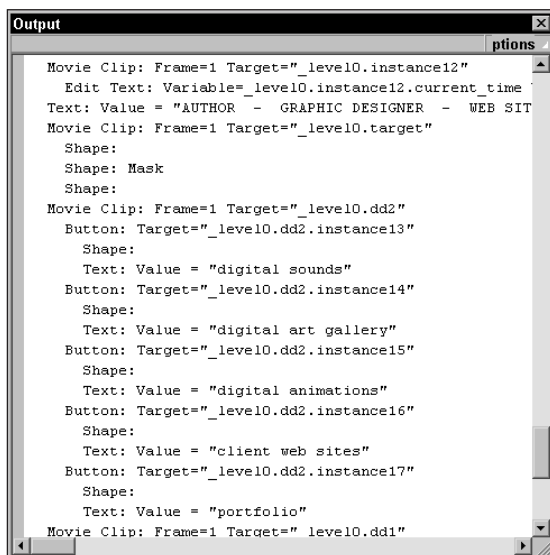 Output
ptions
Movie Clip: Frame=1 Target="_level0.instance12"
Edit Text: Variable=_level0.instance12.current_time
Text: Value = "AUTHOR  -  GRAPHIC DESIGNER  -  WEB SIT
Movie Clip: Frame=1 Target="_level0.target"
Shape:
Shape: Mask
Shape:
Movie Clip: Frame=1 Target="_level0.dd2"
Button: Target="_level0.dd2.instance13"
Shape:
Text: Value = "digital sounds"
Button: Target="_level0.dd2.instance14"
Shape:
Text: Value = "digital art gallery"
Button: Target="_level0.dd2.instance15"
Shape:
Text: Value = "digital animations"
Button: Target="_level0.dd2.instance16"
Shape:
Text: Value = "client web sites"
Button: Target="_level0.dd2.instance17"
Shape:
Text: Value = "portfolio"
Movie Clip: Frame=1 Target="_level0.dd1"